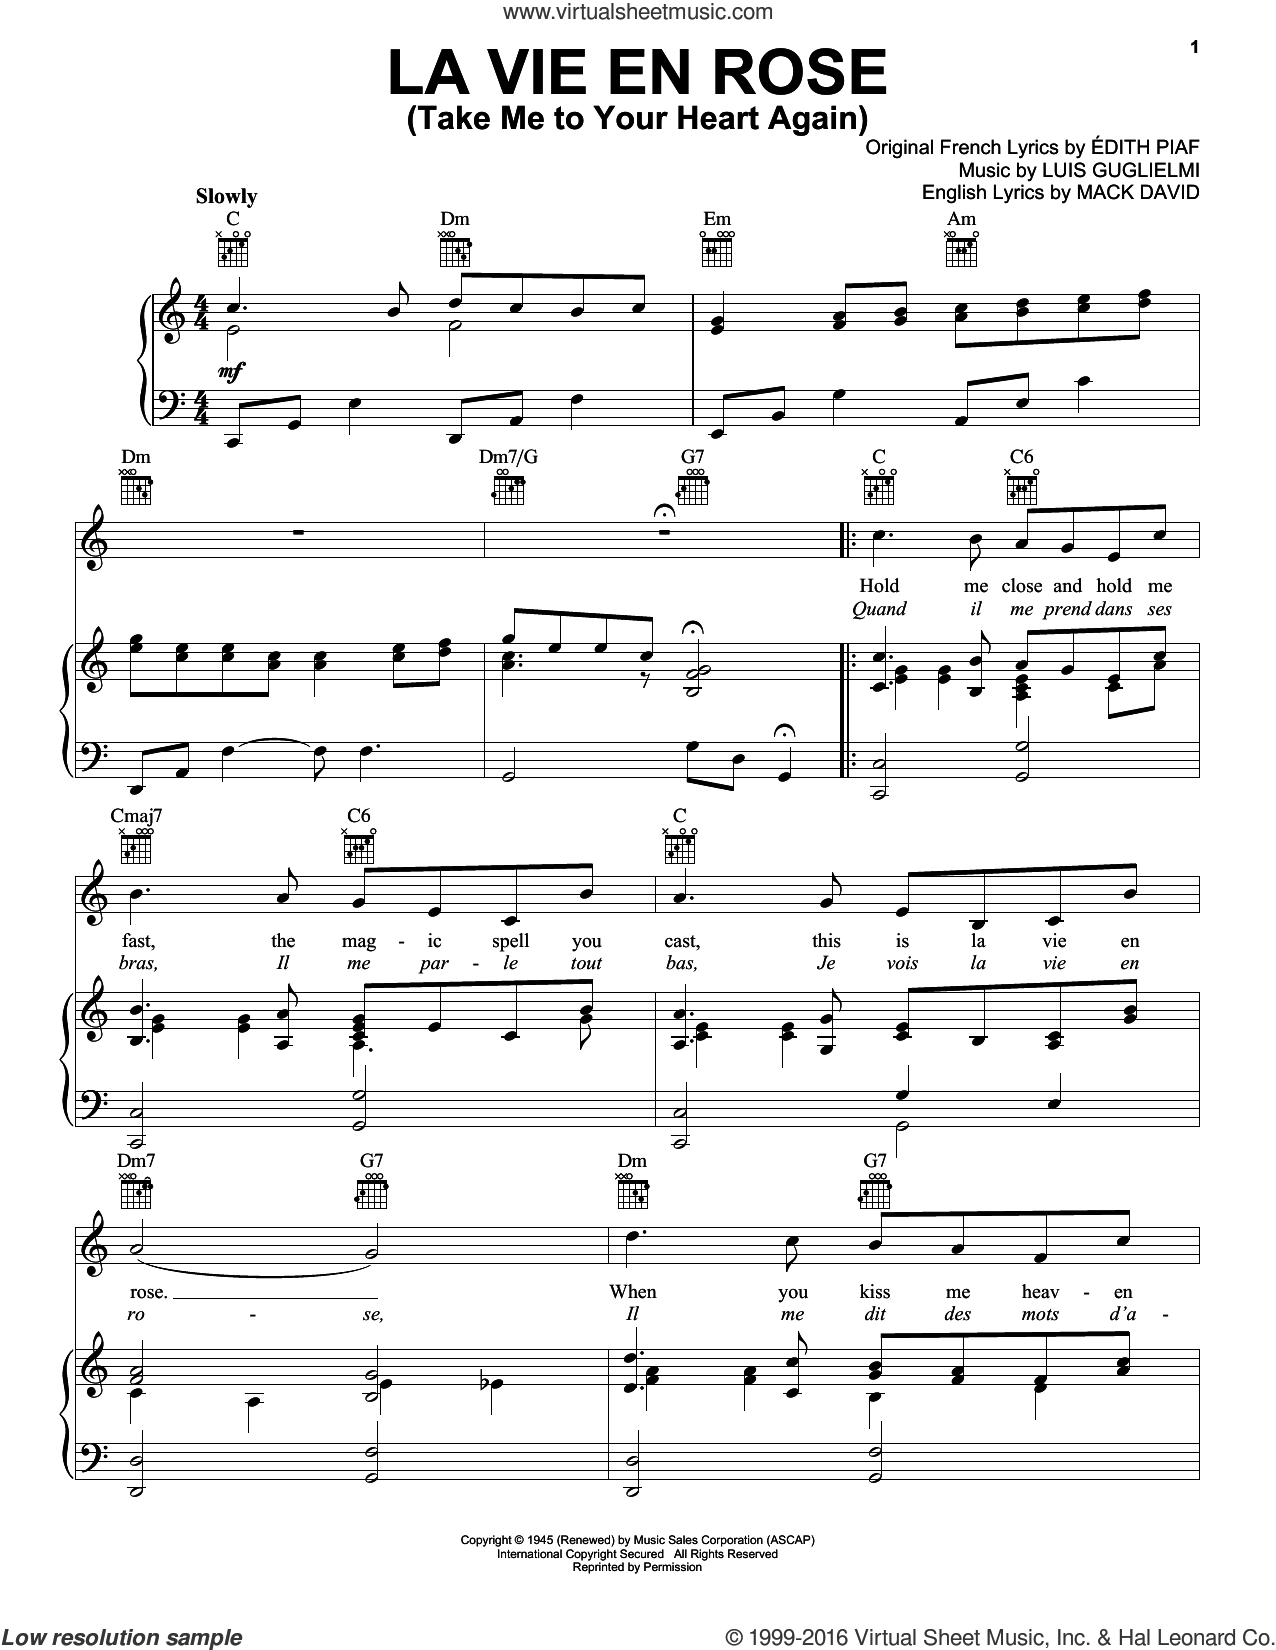 www.virtualsheetmusic.com
1
LA VIE EN ROSE
(Take Me to Your Heart Again)
Original French Lyrics by ÉDITH PIAF
Music by LUIS GUGLIELMI
English Lyrics by MACK DAVID
Slowly
C Dm Em Am
mf
Dm Dm7/G G7 C C6
Hold me close and hold me
Quand il me prend dans ses
Cmaj7 C6 C
fast, the mag - ic spell you cast, this is la vie en
bras, Il me par - le tout bas, Je vois la vie en
Dm7 G7 Dm G7
rose. When you kiss me heav - en
ro - se, Il me dit des mots d'a -
Copyright © 1945 (Renewed) by Music Sales Corporation (ASCAP)
International Copyright Secured All Rights Reserved
Reprinted by Permission
Low resolution sample
© 1999-2016 Virtual Sheet Music, Inc. & Hal Leonard Co.